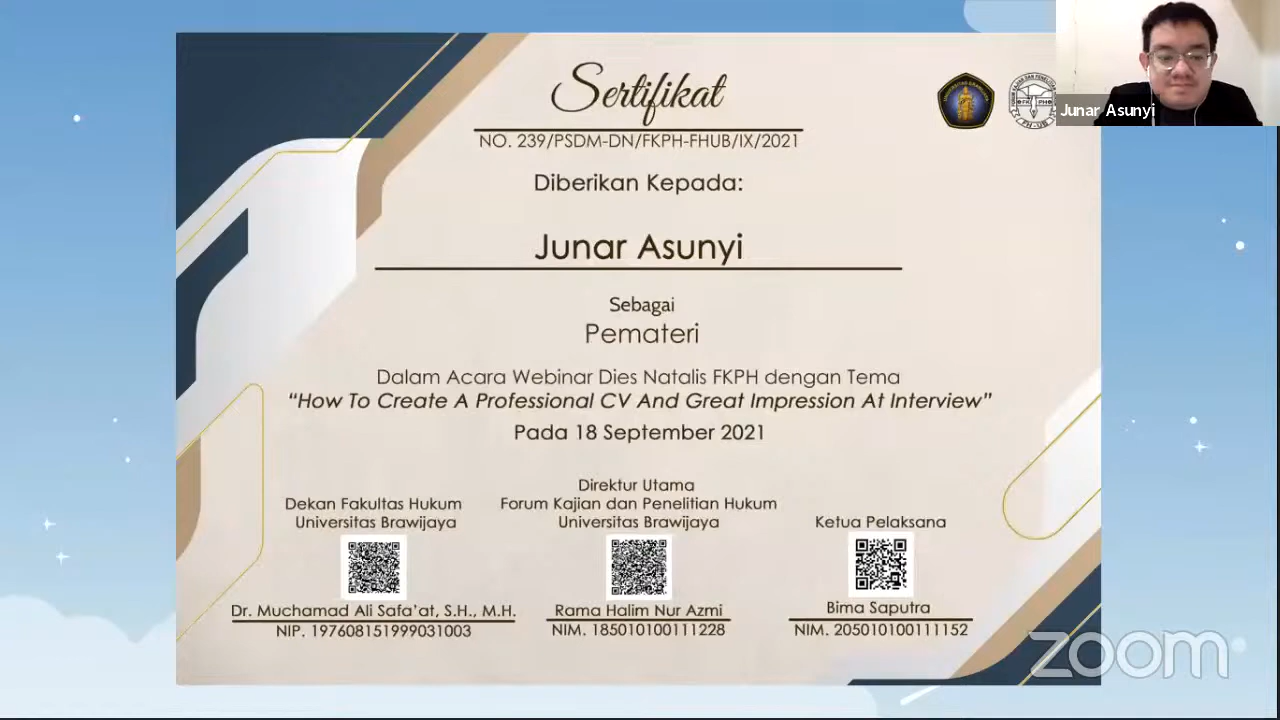 Sertifikat
NO. 239/PSDM-DN/FKPH-FHUB/IX/2021
Diberikan Kepada:
Junar Asunyi
Sebagai
Pemateri
Dalam Acara Webinar Dies Natalis FKPH dengan Tema
“How To Create A Professional CV And Great Impression At Interview”
Pada 18 September 2021
Dekan Fakultas Hukum
Universitas Brawijaya
Dr. Muchamad Ali Safa’at, S.H., M.H.
NIP. 197608151999031003
Direktur Utama
Forum Kajian dan Penelitian Hukum
Universitas Brawijaya
Rama Halim Nur Azmi
NIM. 185010100111228
Ketua Pelaksana
Bima Saputra
NIM. 205010100111152
UNIVERSITAS BRAWIJAYA
Junar Asunyi
zoom